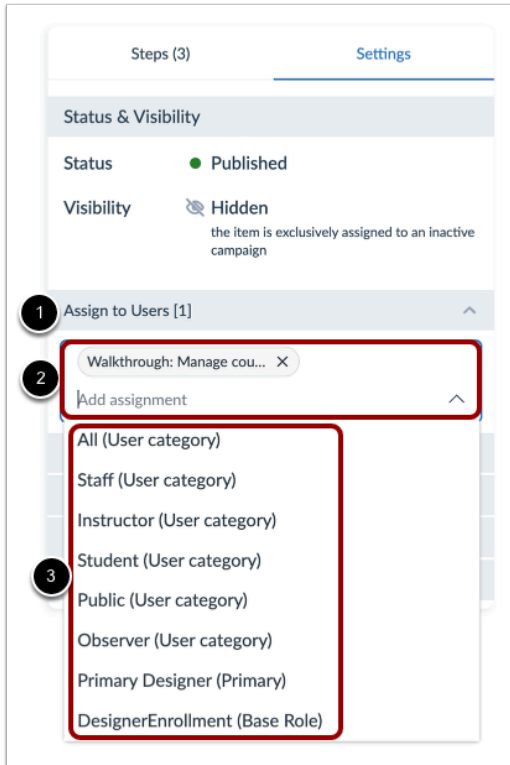 Steps (3)
Settings
Status & Visibility
Status
Published
Visibility
Hidden
the item is exclusively assigned to an inactive
campaign
1
Assign to Users [1]
2
Walkthrough: Manage cou... X
Add assignment
3
All (User category)
Staff (User category)
Instructor (User category)
Student (User category)
Public (User category)
Observer (User category)
Primary Designer (Primary)
DesignerEnrollment (Base Role)